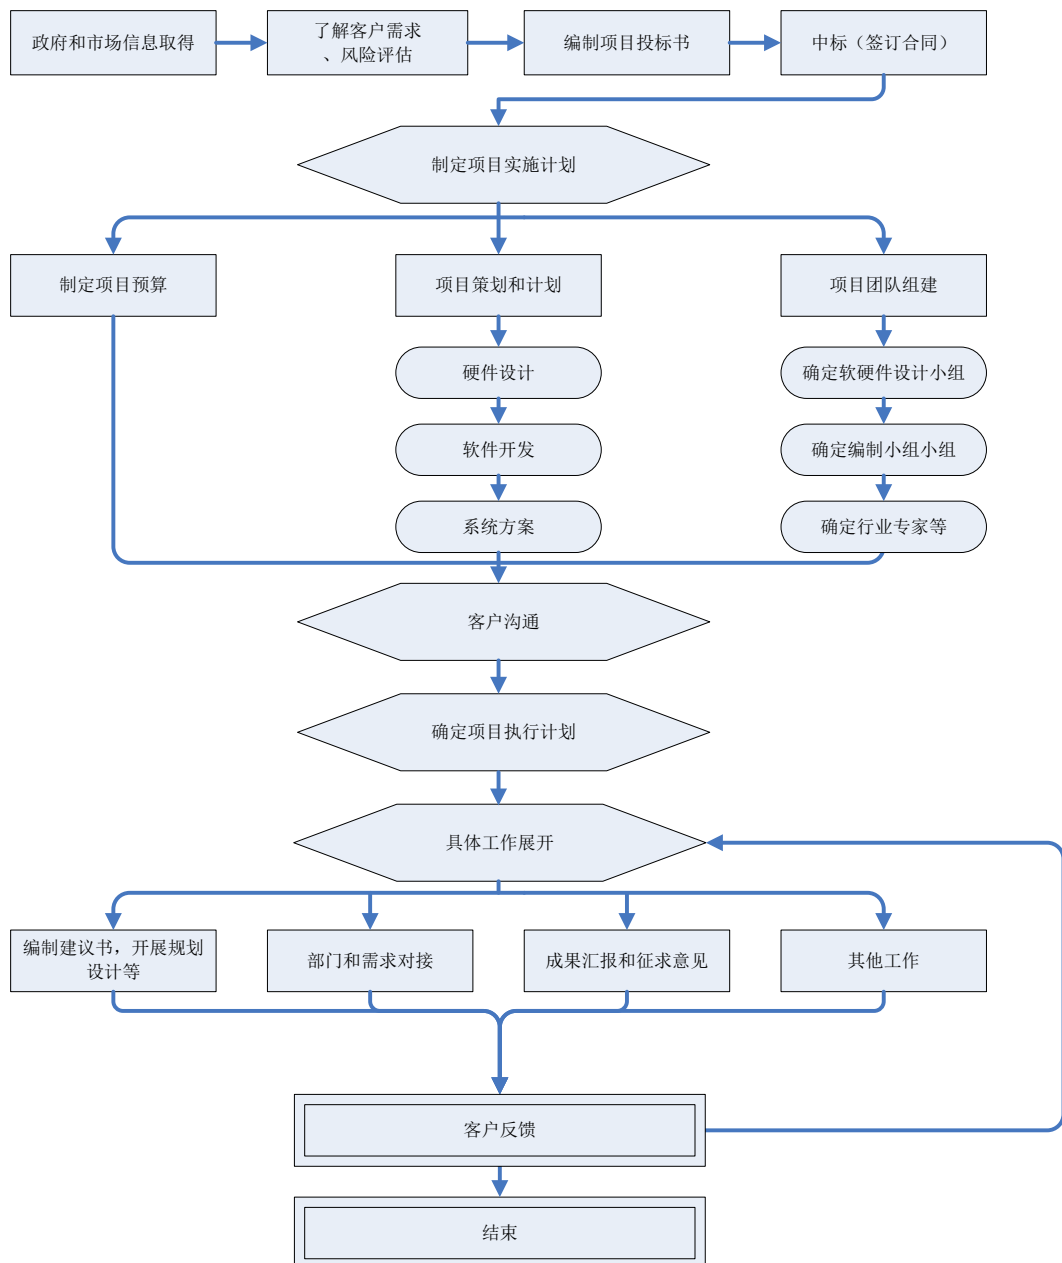 政府和市场信息取得
了解客户需求
、风险评估
编制项目投标书
中标（签订合同）
制定项目实施计划
制定项目预算
项目策划和计划
项目团队组建
硬件设计
确定软硬件设计小组
软件开发
确定编制小组小组
系统方案
确定行业专家等
客户沟通
确定项目执行计划
具体工作展开
编制建议书，开展规划
设计等
部门和需求对接
成果汇报和征求意见
其他工作
客户反馈
结束